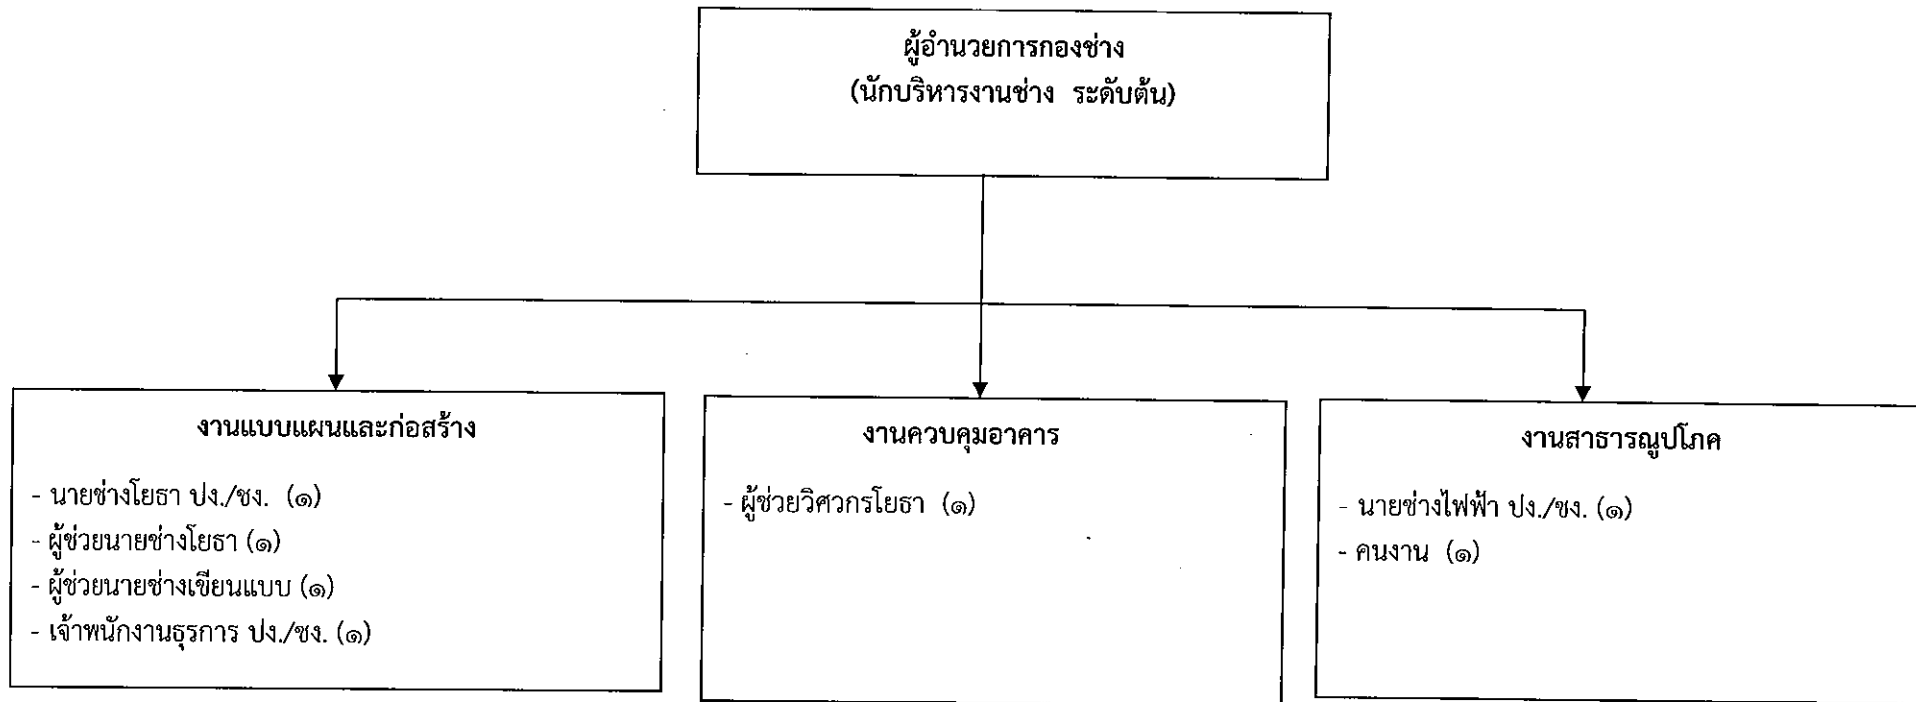 ผู้อำนวยการกองช่าง
(นักบริหารงานช่าง ระดับต้น)
งานแบบแผนและก่อสร้าง
- นายช่างโยธา ปง./ชง. (๑)
- ผู้ช่วยนายช่างโยธา (๑)
- ผู้ช่วยนายช่างเขียนแบบ (๑)
- เจ้าพนักงานธุรการ ปง./ชง. (๑)
งานควบคุมอาคาร
- ผู้ช่วยวิศวกรโยธา (๑)
งานสาธารณูปโภค
- นายช่างไฟฟ้า ปง./ชง. (๑)
- คนงาน (๑)